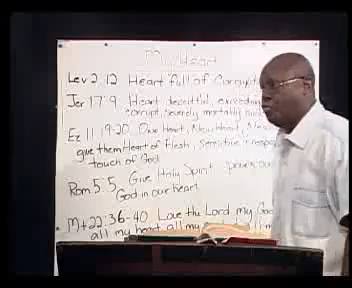 My Heart
Lev 2:12 Heart full of Corrupt
Jer 17:9 Heart deceitful, exceeding
corrupt, severely mortally
Ez 11 19-20 One Heart, New Heart,
give them Heart of Flesh, Sensitive
touch of God
Rom 5:5 Give Holy Spirit
God in our heart
Mt 22:36-40 Love the Lord my God
all my heart all my